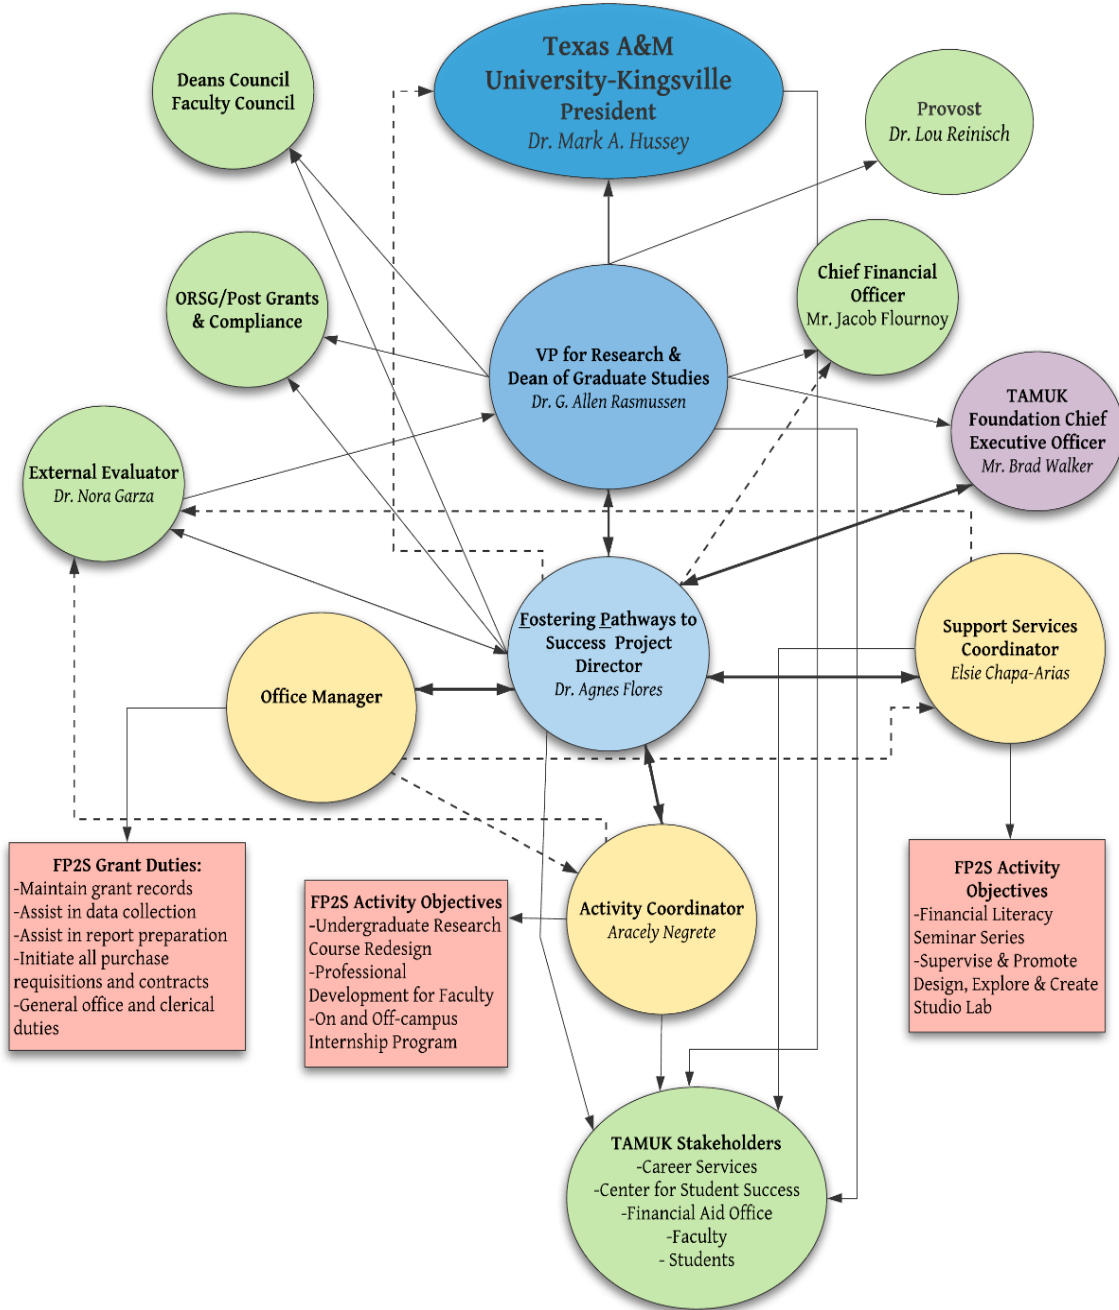 Texas A&M
University-Kingsville
President
Dr. Mark A. Hussey
Deans Council
Faculty Council
Provost
Dr. Lou Reinisch
ORSG/Post Grants
& Compliance
Chief Financial
Officer
Mr. Jacob Flournoy
VP for Research &
Dean of Graduate Studies
Dr. G. Allen Rasmussen
TAMUK
Foundation Chief
Executive Officer
Mr. Brad Walker
External Evaluator
Dr. Nora Garza
Fostering Pathways to
Success Project
Director
Dr. Agnes Flores
Support Services
Coordinator
Elsie Chapa-Arias
Office Manager
FP2S Grant Duties:
-Maintain grant records
-Assist in data collection
-Assist in report preparation
-Initiate all purchase
requisitions and contracts
-General office and clerical
duties
FP2S Activity Objectives
-Undergraduate Research
Course Redesign
-Professional
Development for Faculty
-On and Off-campus
Internship Program
Activity Coordinator
Aracely Negrete
FP2S Activity
Objectives
-Financial Literacy
Seminar Series
-Supervise & Promote
Design, Explore & Create
Studio Lab
TAMUK Stakeholders
-Career Services
-Center for Student Success
-Financial Aid Office
-Faculty
- Students